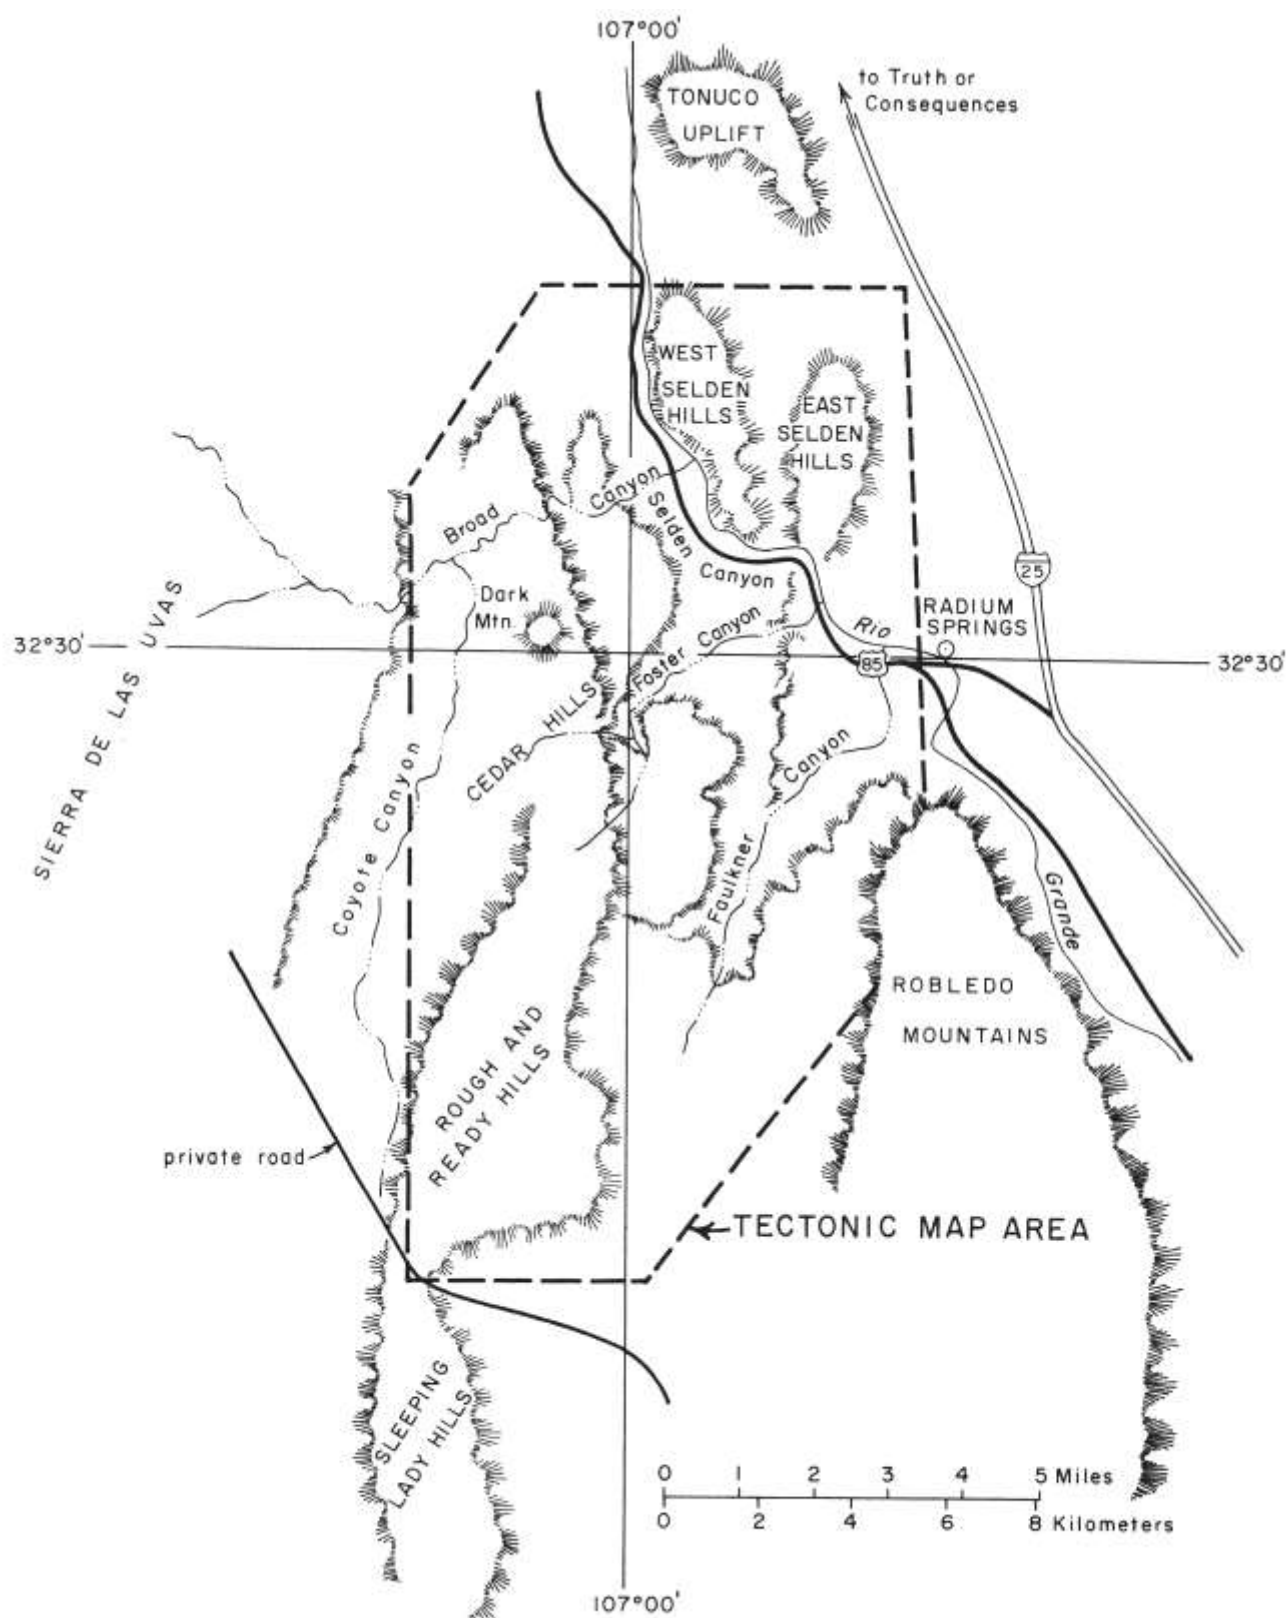 107°00'
to Truth or
Consequences
TONUCO
UPLIFT
WEST
SELDEN
HILLS
EAST
SELDEN
HILLS
Broad
Canyon
Selden
Canyon
25
Dark
Mtn.
RADIUM
SPRINGS
Rio
32°30'
85
32°30'
Foster Canyon
CEDAR HILLS
Canyon
Faulkner
SIERRA DE LAS UVAS
Coyote Canyon
Grande
ROBLEDO
MOUNTAINS
ROUGH AND
READY HILLS
private road
TECTONIC MAP AREA
SLEEPING
LADY HILLS
0 1 2 3 4 5 Miles
0 2 4 6 8 Kilometers
107°00'